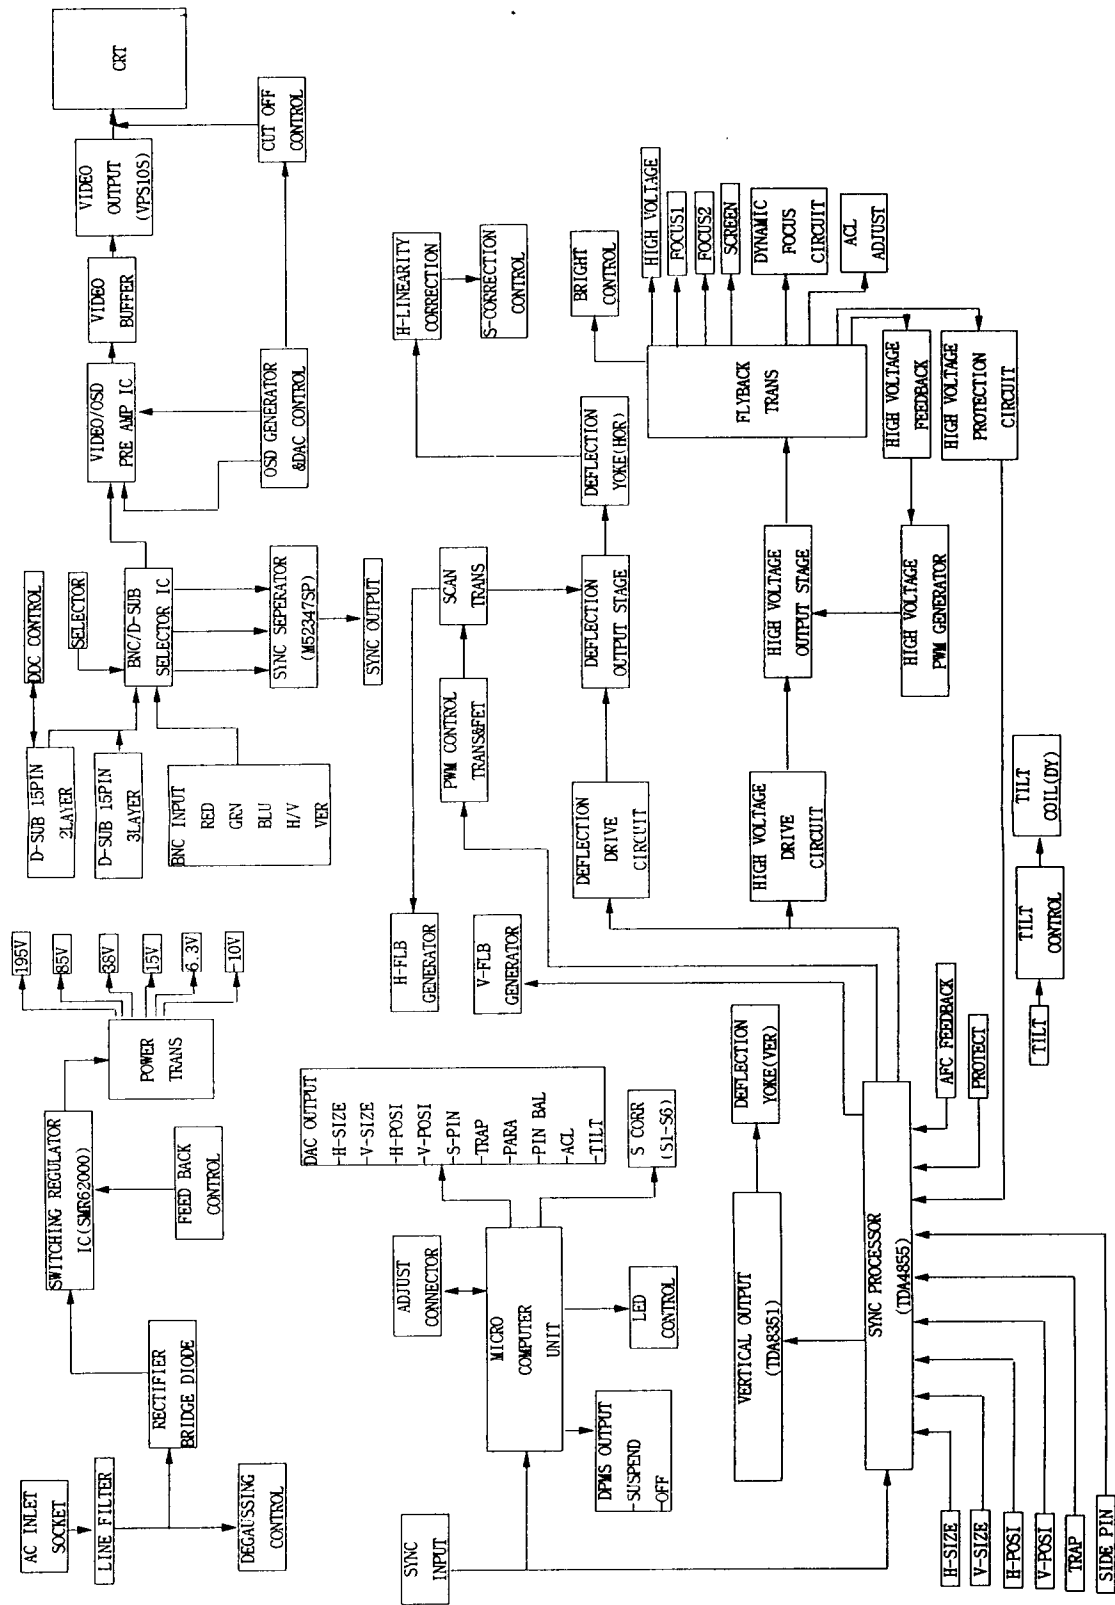 AC INLET
SOCKET
LINE FILTER
DEGAUSSING
CONTROL
RECTIFIER
BRIDGE DIODE
SWITCHING REGULATOR
IC(SMR62000)
FEED BACK
CONTROL
POWER
TRANS
195V
85V
38V
15V
6.3V
-10V
D-SUB 15PIN
2LAYER
D-SUB 15PIN
3LAYER
BNC INPUT
RED
GRN
BLU
H/V
VER
DDC CONTROL
SELECTOR
BNC/D-SUB
SELECTOR IC
SYNC SEPERATOR
(M52347SP)
SYNC OUTPUT
VIDEO/OSD
PRE AMP IC
OSD GENERATOR
&DAC CONTROL
VIDEO
BUFFER
VIDEO
OUTPUT
(VPS10S)
CUT OFF
CONTROL
CRT
SYNC
INPUT
ADJUST
CONNECTOR
MICRO
COMPUTER
UNIT
DPMS OUTPUT
-SUSPEND
-OFF
LED
CONTROL
DAC OUTPUT
-H-SIZE
-V-SIZE
-H-POSI
-V-POSI
-S-PIN
-TRAP
-PARA
-PIN BAL
-ACL
-TILT
S CORR
(S1-S6)
H-FLB
GENERATOR
V-FLB
GENERATOR
PWM CONTROL
TRANS&FET
SCAN
TRANS
H-LINEARITY
CORRECTION
S-CORRECTION
CONTROL
DEFLECTION
DRIVE
CIRCUIT
DEFLECTION
OUTPUT STAGE
DEFLECTION
YOKE(HOR)
BRIGHT
CONTROL
VERTICAL OUTPUT
(TDA8351)
DEFLECTION
YOKE(VER)
HIGH VOLTAGE
DRIVE
CIRCUIT
HIGH VOLTAGE
OUTPUT STAGE
FLYBACK
TRANS
HIGH VOLTAGE
FOCUS1
FOCUS2
SCREEN
DYNAMIC
FOCUS
CIRCUIT
ACL
ADJUST
HIGH VOLTAGE
PWM GENERATOR
HIGH VOLTAGE
FEEDBACK
HIGH VOLTAGE
PROTECTION
CIRCUIT
SYNC PROCESSOR
(TDA4855)
AFC FEEDBACK
PROTECT
H-SIZE
V-SIZE
H-POSI
V-POSI
TRAP
SIDE PIN
TILT
TILT
CONTROL
TILT
COIL(DY)